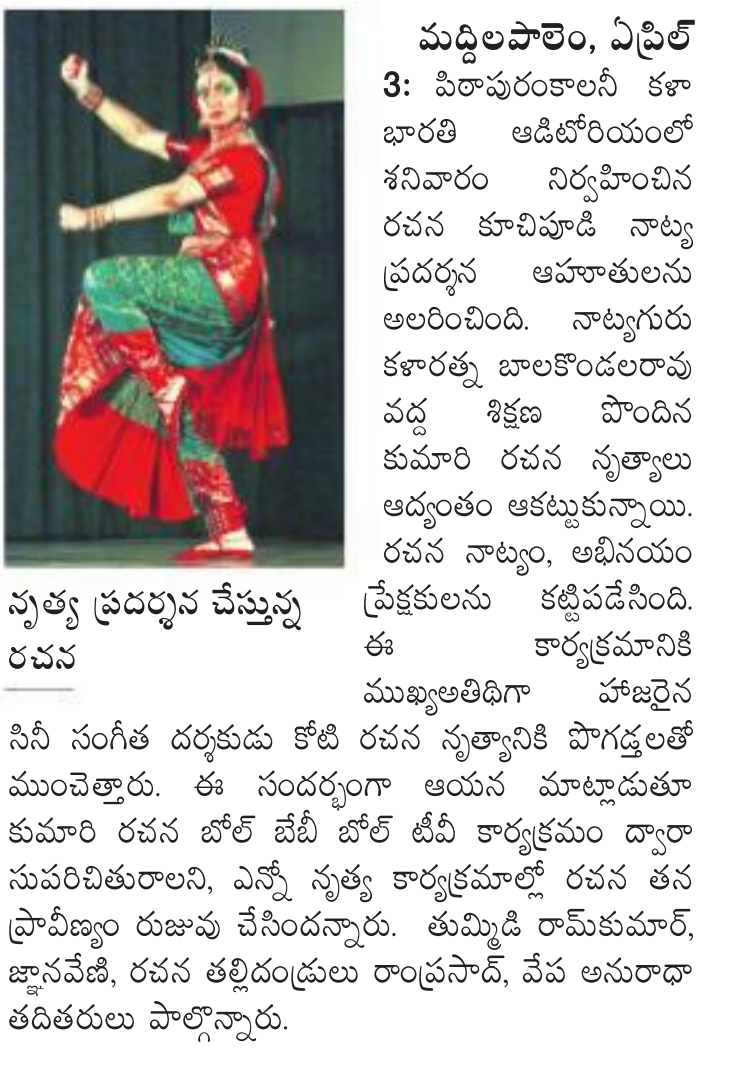 మద్దిలపాలెం, ఏప్రిల్
3: పిఠాపురంకాలనీ కళా
భారతి ఆడిటోరియంలో
శనివారం నిర్వహించిన
రచన కూచిపూడి నాట్య
ప్రదర్శన ఆహూతులను
అలరించింది. నాట్యగురు
కళారత్న బాలకొండలరావు
వద్ద శిక్షణ పొందిన
కుమారి రచన నృత్యాలు
ఆద్యంతం ఆకట్టుకున్నాయి.
రచన నాట్యం, అభినయం
ప్రేక్షకులను కట్టిపడేసింది.
ఈ కార్యక్రమానికి
ముఖ్యఅతిథిగా హాజరైన
సినీ సంగీత దర్శకుడు కోటి రచన నృత్యానికి పొగడ్తలతో
ముంచెత్తారు. ఈ సందర్భంగా ఆయన మాట్లాడుతూ
కుమారి రచన బోల్ బేబీ బోల్ టీవీ కార్యక్రమం ద్వారా
సుపరిచితురాలని, ఎన్నో నృత్య కార్యక్రమాల్లో రచన తన
ప్రావీణ్యం రుజువు చేసిందన్నారు. తుమ్మిడి రామ్‌కుమార్,
జ్ఞానవేణి, రచన తల్లిదండ్రులు రాంప్రసాద్, వేప అనురాధా
తదితరులు పాల్గొన్నారు.
నృత్య ప్రదర్శన చేస్తున్న
రచన